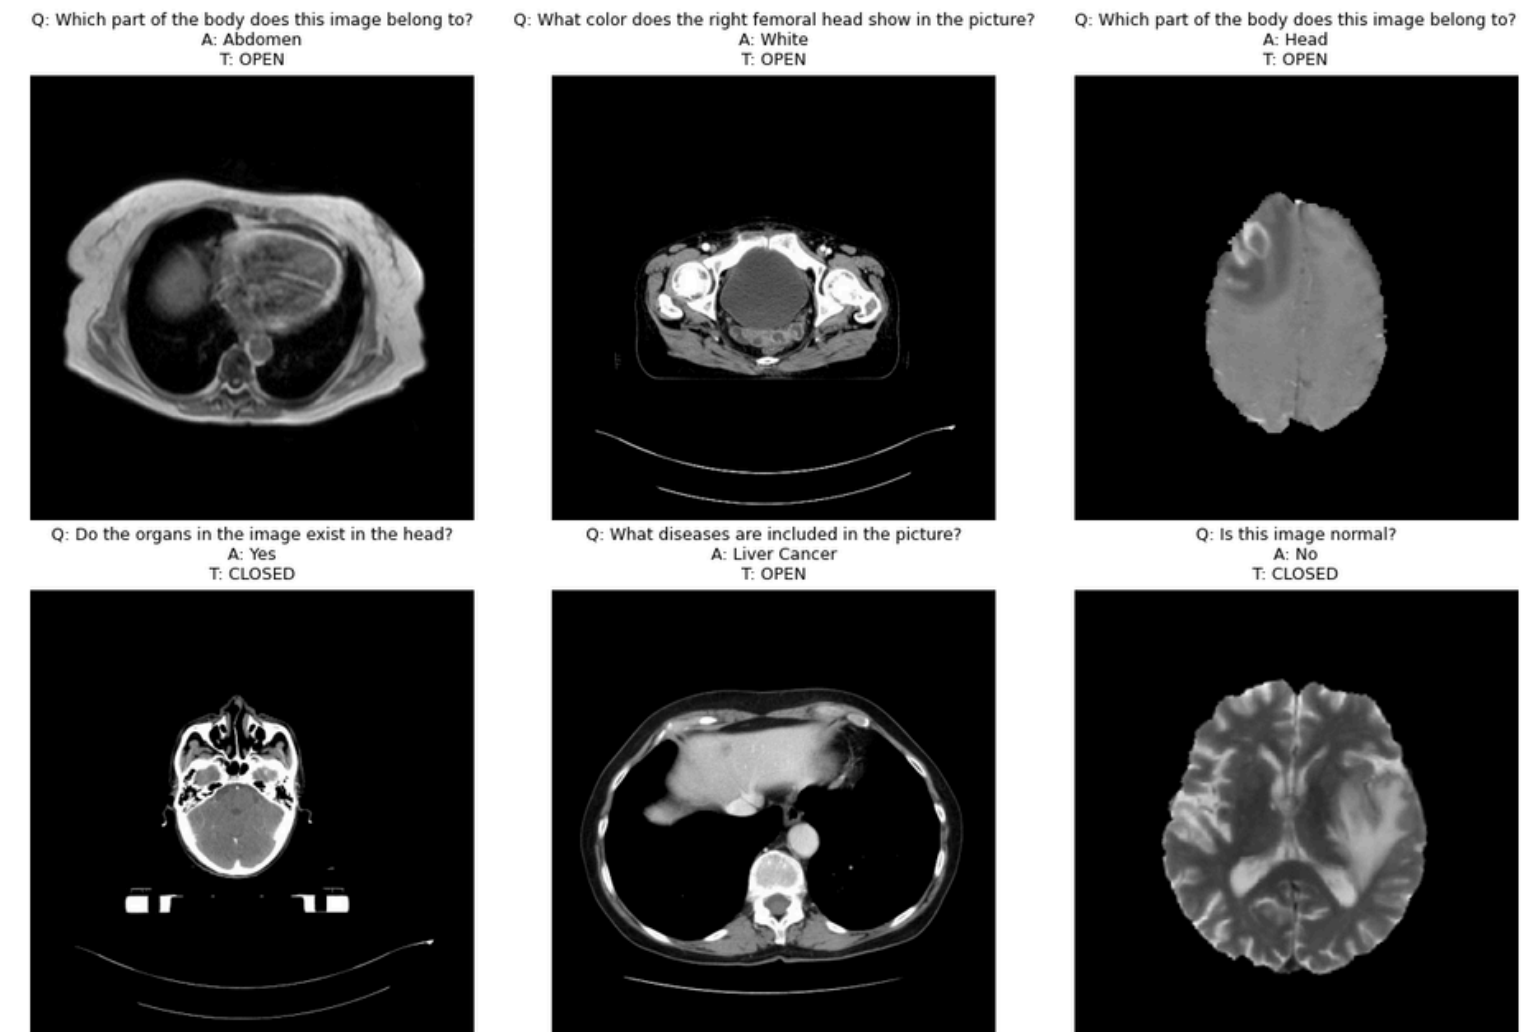 Q: Which part of the body does this image belong to?
A: Abdomen
T: OPEN
Q: What color does the right femoral head show in the picture?
A: White
T: OPEN
Q: Which part of the body does this image belong to?
A: Head
T: OPEN
Q: Do the organs in the image exist in the head?
A: Yes
T: CLOSED
Q: What diseases are included in the picture?
A: Liver Cancer
T: OPEN
Q: Is this image normal?
A: No
T: CLOSED